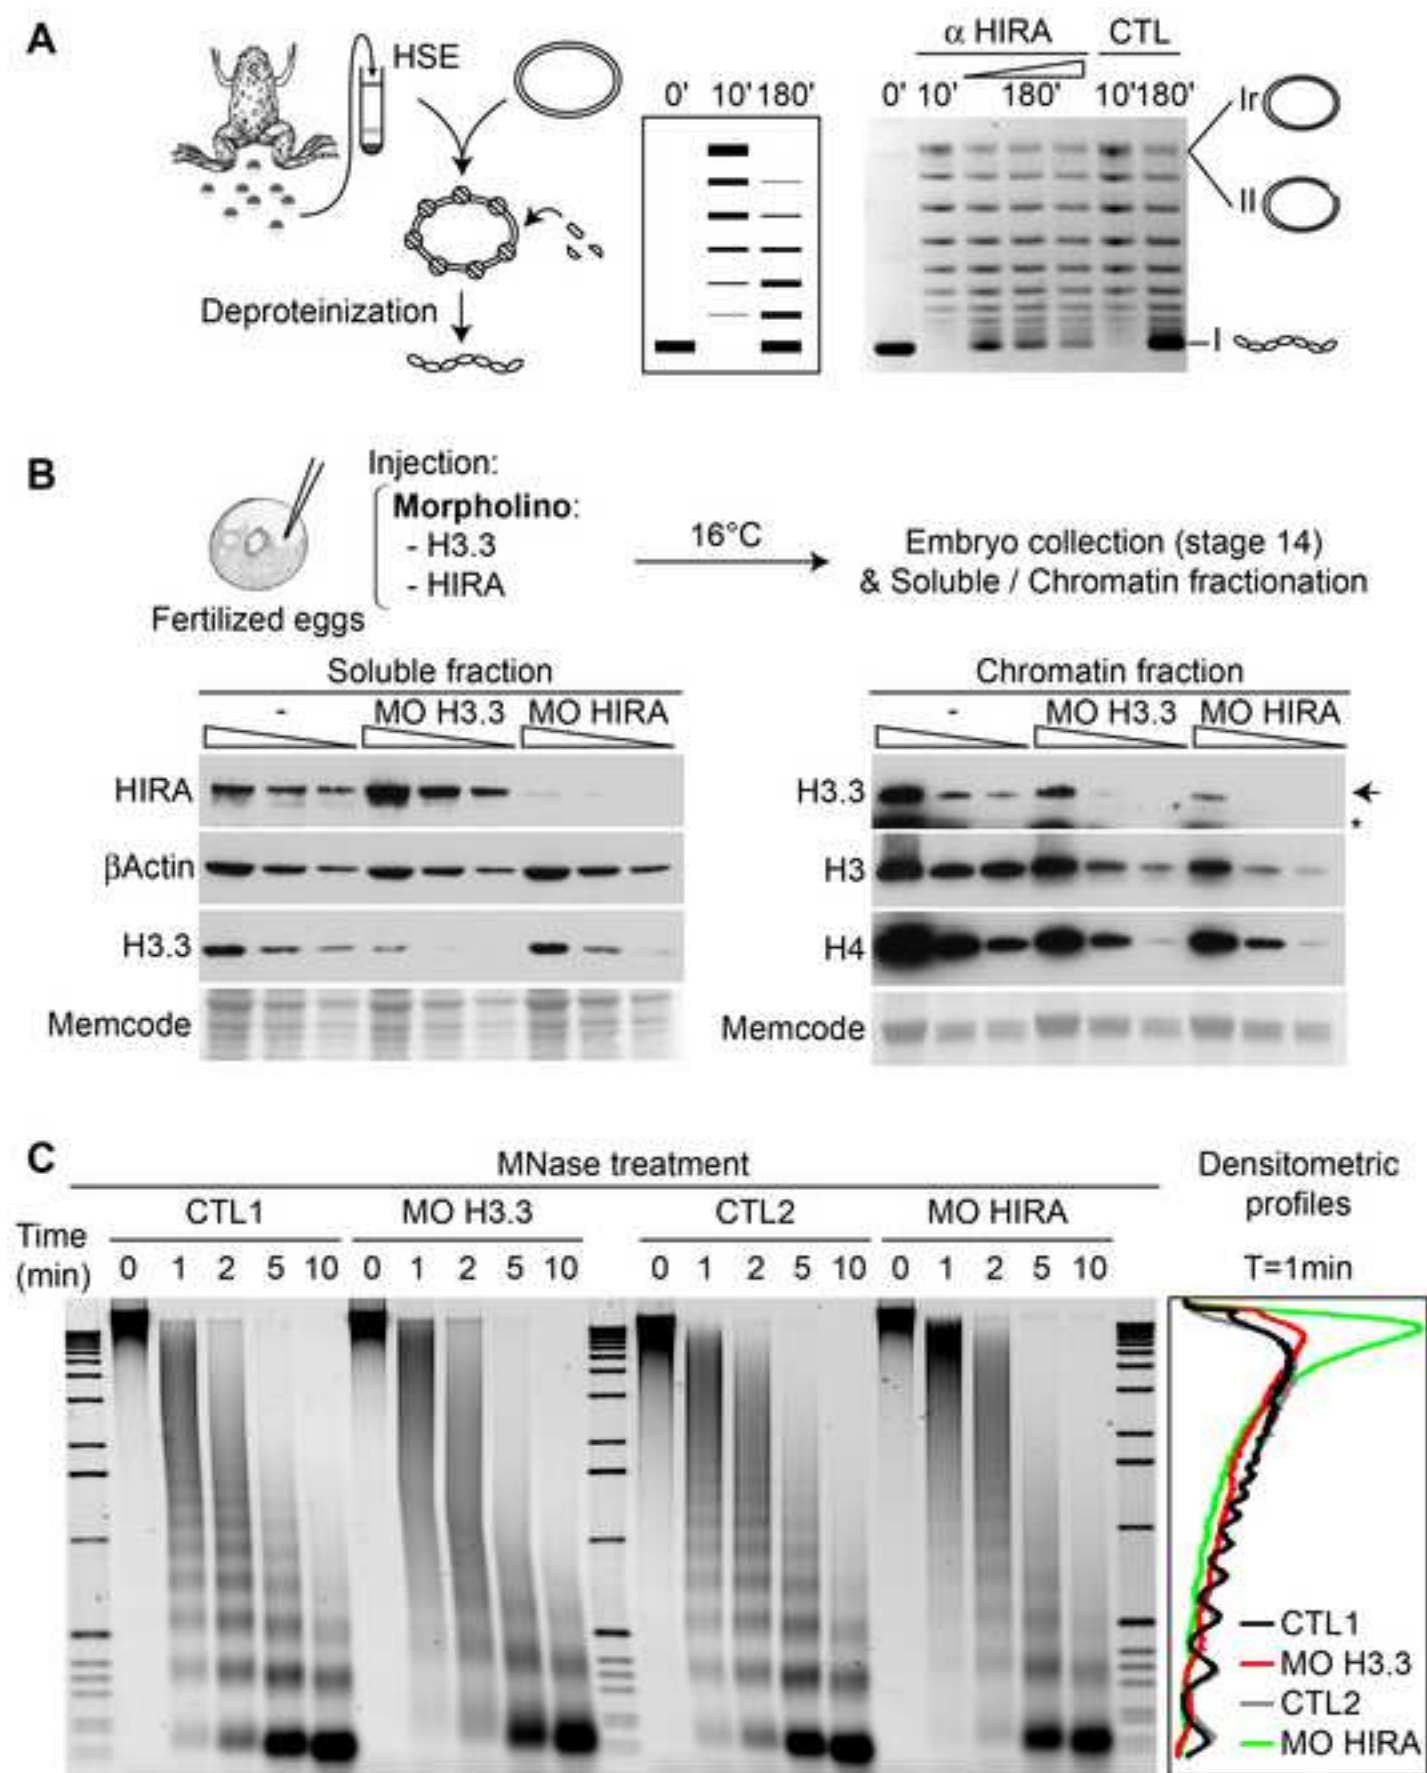 A
HSE
0' 10' 180'
α HIRA CTL
0' 10' 180' 10' 180'
Ir
II
I
Deproteinization
B
Injection:
Morpholino:
- H3.3
- HIRA
Fertilized eggs
16°C
Embryo collection (stage 14)
& Soluble / Chromatin fractionation
Soluble fraction
- MO H3.3 MO HIRA
HIRA
βActin
H3.3
Memcode
Chromatin fraction
- MO H3.3 MO HIRA
H3.3
*
H3
H4
Memcode
C
MNase treatment
CTL1 MO H3.3 CTL2 MO HIRA
Time
(min) 0 1 2 5 10 0 1 2 5 10 0 1 2 5 10 0 1 2 5 10
Densitometric
profiles
T=1min
CTL1
MO H3.3
CTL2
MO HIRA